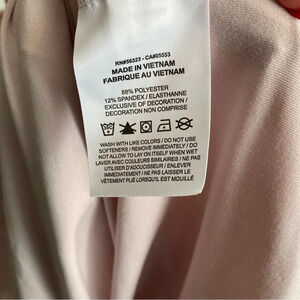 RN#56323 - CA#05553
MADE IN VIETNAM
FABRIQUE AU VIETNAM
88% POLYESTER
12% SPANDEX / ELASTHANNE
EXCLUSIVE OF DECORATION
DECORATION NON COMPRISE
WASH WITH LIKE COLORS / DO NOT USE
SOFTENERS / REMOVE IMMEDIATELY / DO
NOT ALLOW TO LAY ON ITSELF WHEN WET
LAVER AVEC COULEURS SIMILAIRES / NE PAS
UTILISER D'ADOUCISSEUR / ENLEVER
IMMEDIATEMENT / NE PAS LAISSER LE
VÊTEMENT PLIÉ LORSQU'IL EST MOUILLÉ